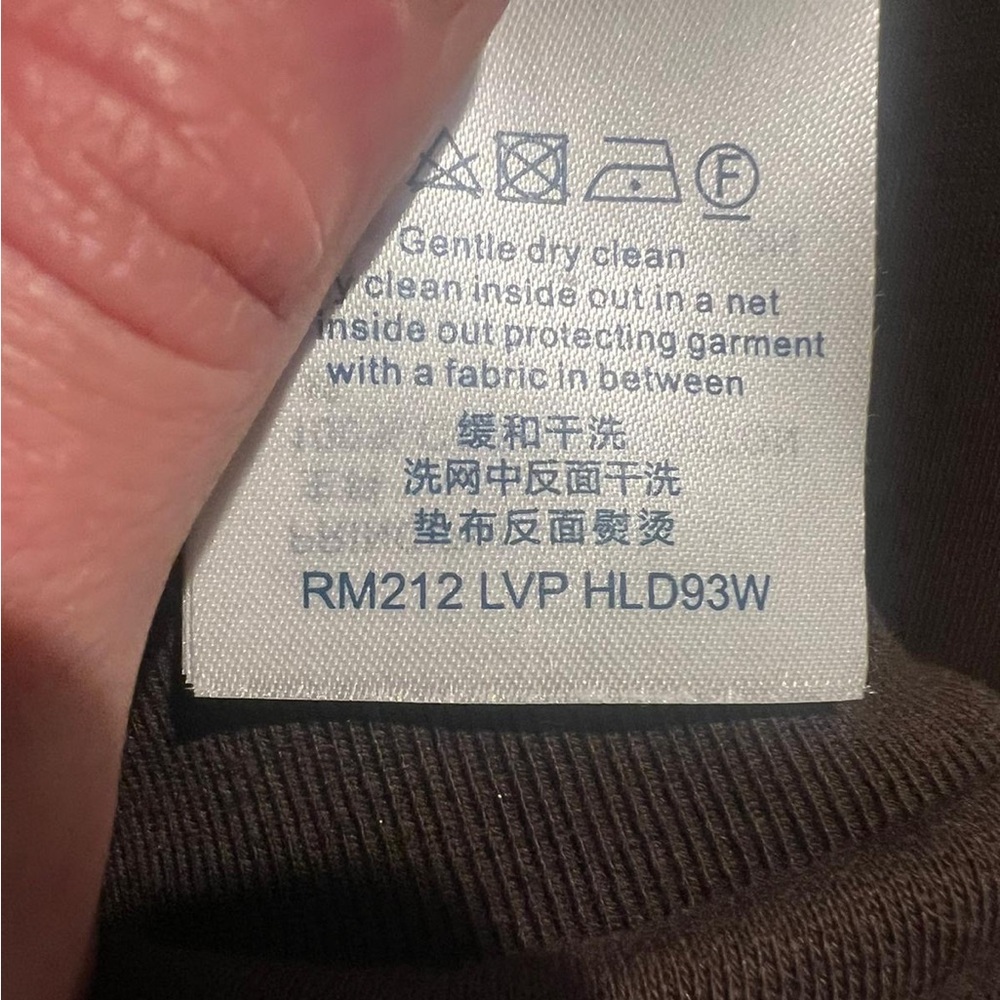 F
Gentle dry clean
y clean inside out in a net
inside out protecting garment
with a fabric in between
缓和干洗
洗网中反面干洗
垫布反面熨烫
RM212 LVP HLD93W